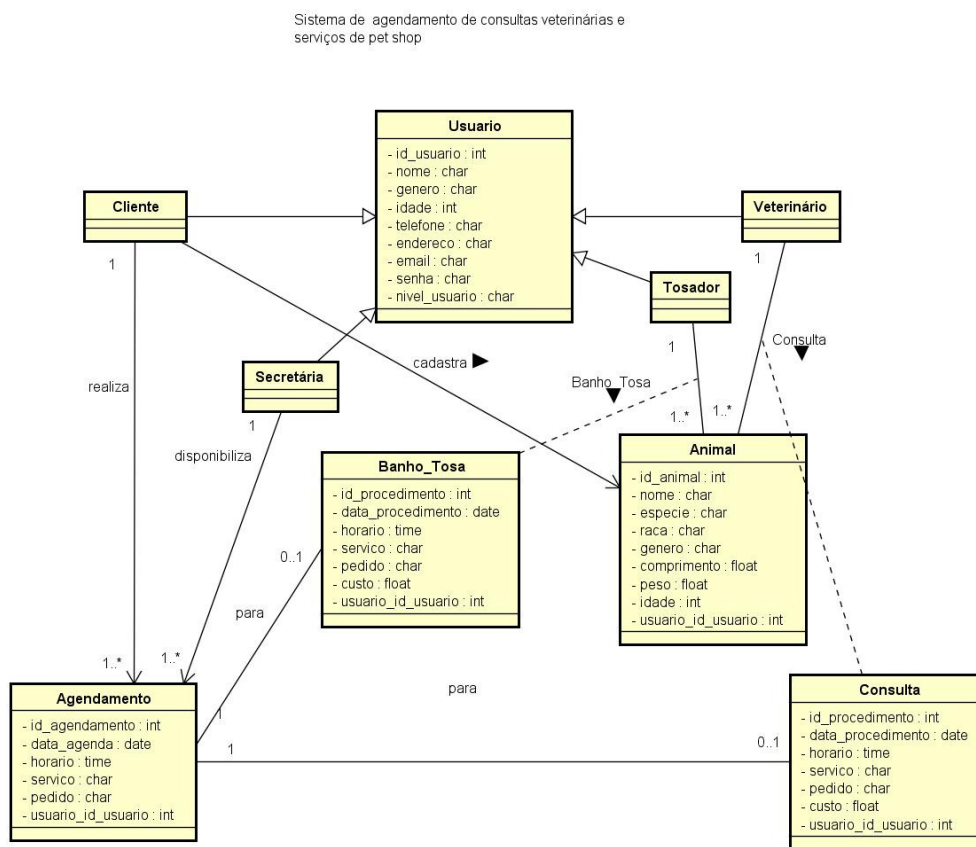 Sistema de agendamento de consultas veterinárias e
serviços de pet shop
Usuario
- id_usuario : int
- nome : char
- genero : char
- idade : int
- telefone : char
- endereco : char
- email : char
- senha : char
- nivel_usuario : char
Cliente
1
Veterinário
1
Tosador
1
Secretária
1
cadastra
realiza
disponibiliza
Consulta
Banho_Tosa
1..*
1..*
Animal
- id_animal : int
- nome : char
- especie : char
- raca : char
- genero : char
- comprimento : float
- peso : float
- idade : int
- usuario_id_usuario : int
Banho_Tosa
- id_procedimento : int
- data_procedimento : date
- horario : time
- servico : char
- pedido : char
- custo : float
- usuario_id_usuario : int
0..1
para
1..*
1..*
Agendamento
- id_agendamento : int
- data_agenda : date
- horario : time
- servico : char
- pedido : char
- usuario_id_usuario : int
1
1
para
0..1
Consulta
- id_procedimento : int
- data_procedimento : date
- horario : time
- servico : char
- pedido : char
- custo : float
- usuario_id_usuario : int